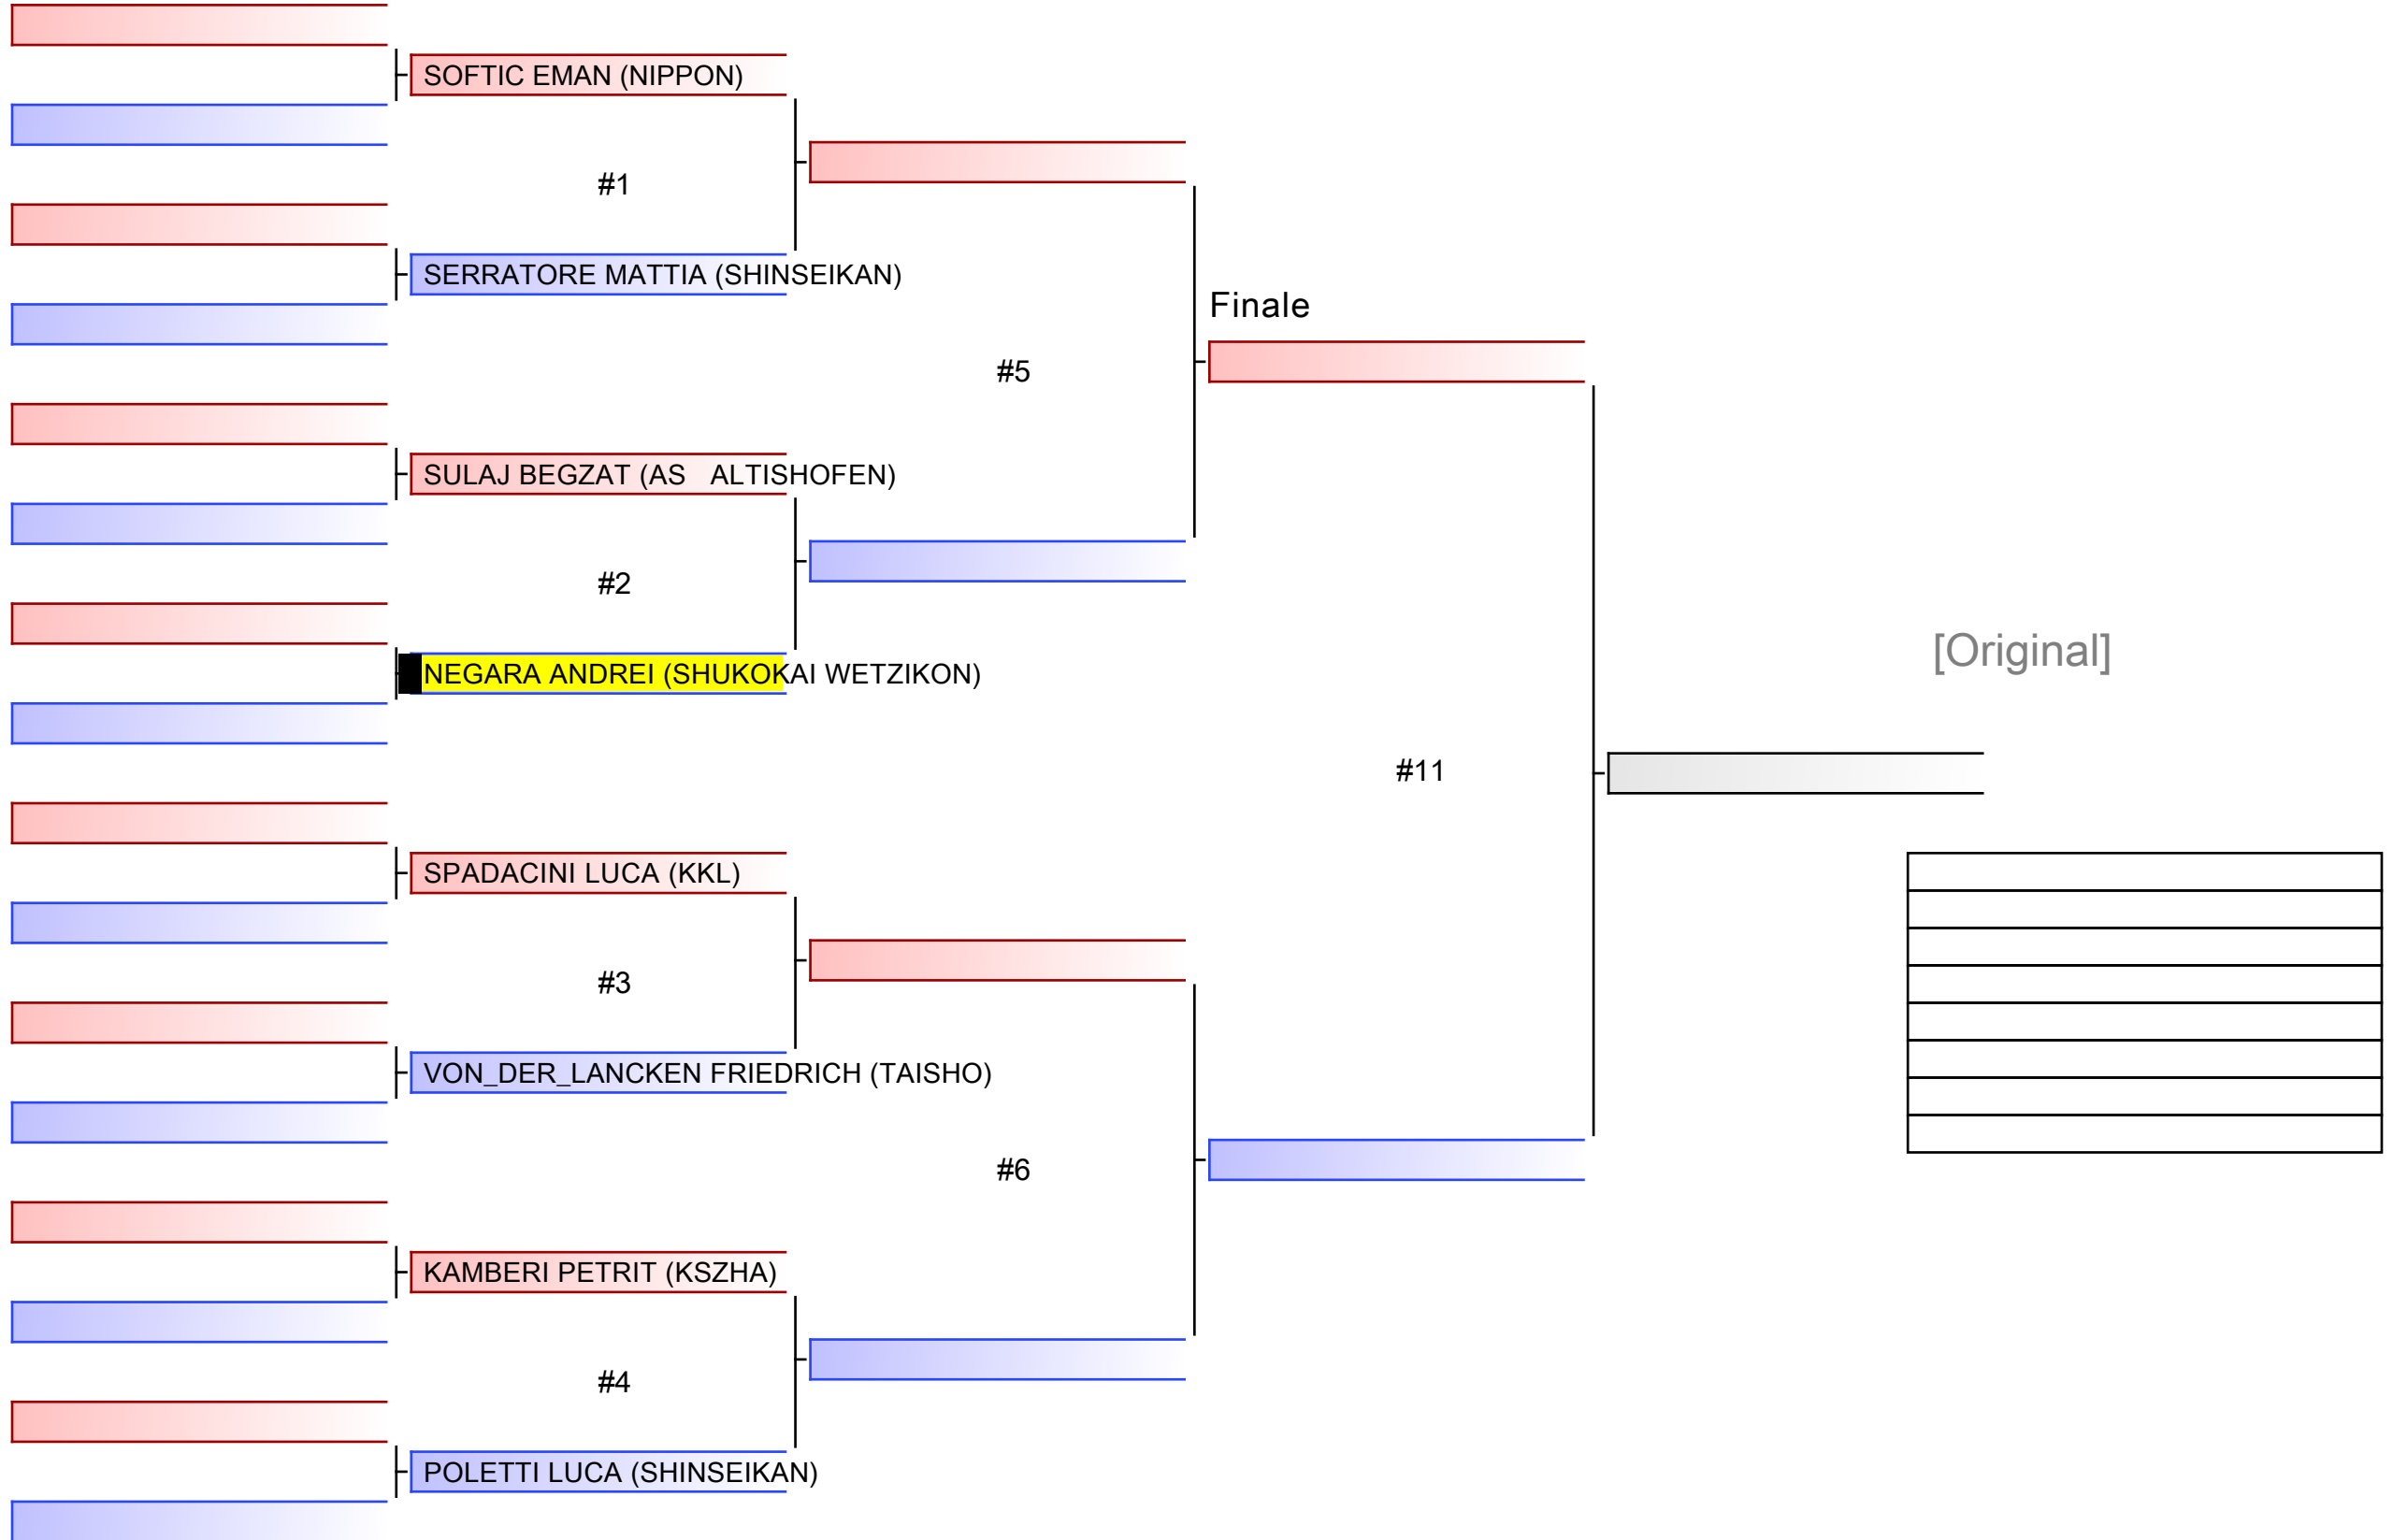 SOFTIC EMAN (NIPPON)
#1
SERRATORE MATTIA (SHINSEIKAN)
Finale
#5
SULAJ BEGZAT (AS   ALTISHOFEN)
#2
[Original]
NEGARA ANDREI (SHUKOKAI WETZIKON)
#11
SPADACINI LUCA (KKL)
#3
VON_DER_LANCKEN FRIEDRICH (TAISHO)
#6
KAMBERI PETRIT (KSZHA)
#4
POLETTI LUCA (SHINSEIKAN)